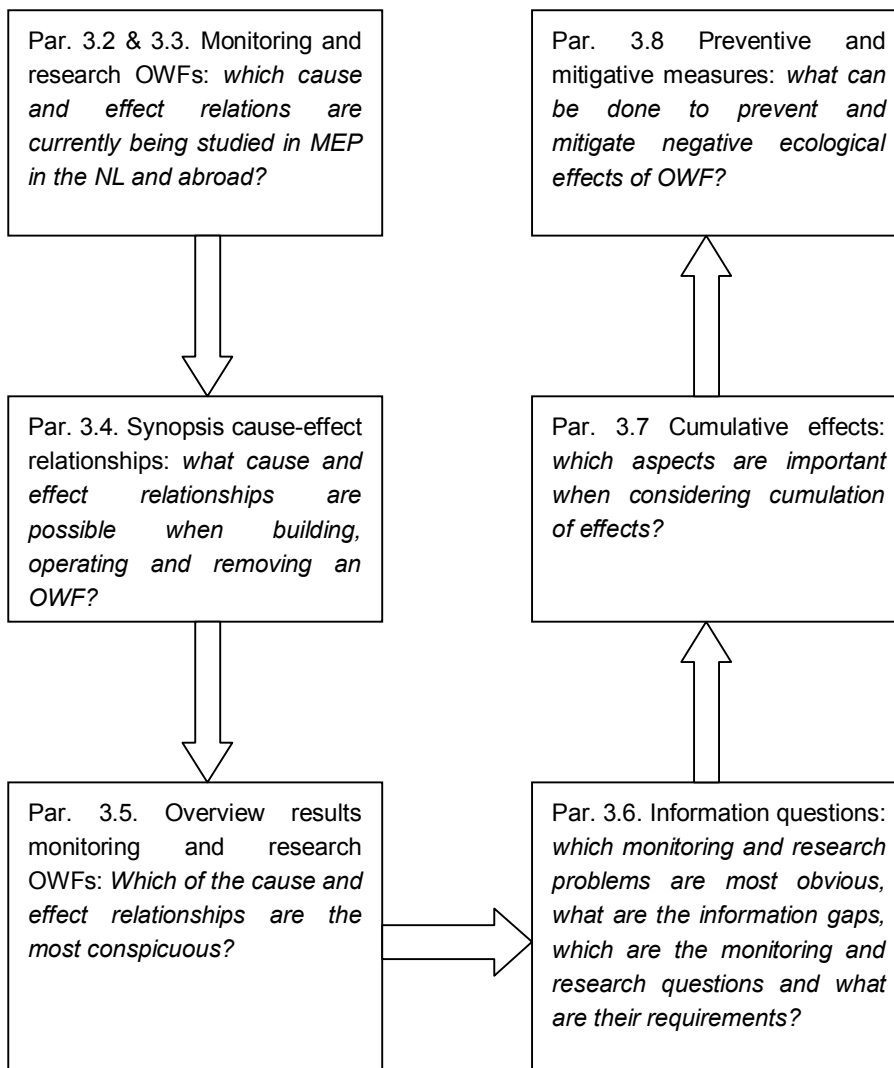 Par. 3.2 & 3.3. Monitoring and
research OWFs: which cause
and effect relations are
currently being studied in MEP
in the NL and abroad?
Par. 3.4. Synopsis cause-effect
relationships: what cause and
effect relationships are
possible when building,
operating and removing an
OWF?
Par. 3.5. Overview results
monitoring and research
OWFs: Which of the cause and
effect relationships are the
most conspicuous?
Par. 3.6. Information questions:
which monitoring and research
problems are most obvious,
what are the information gaps,
which are the monitoring and
research questions and what
are their requirements?
Par. 3.7 Cumulative effects:
which aspects are important
when considering cumulation
of effects?
Par. 3.8 Preventive and
mitigative measures: what can
be done to prevent and
mitigate negative ecological
effects of OWF?